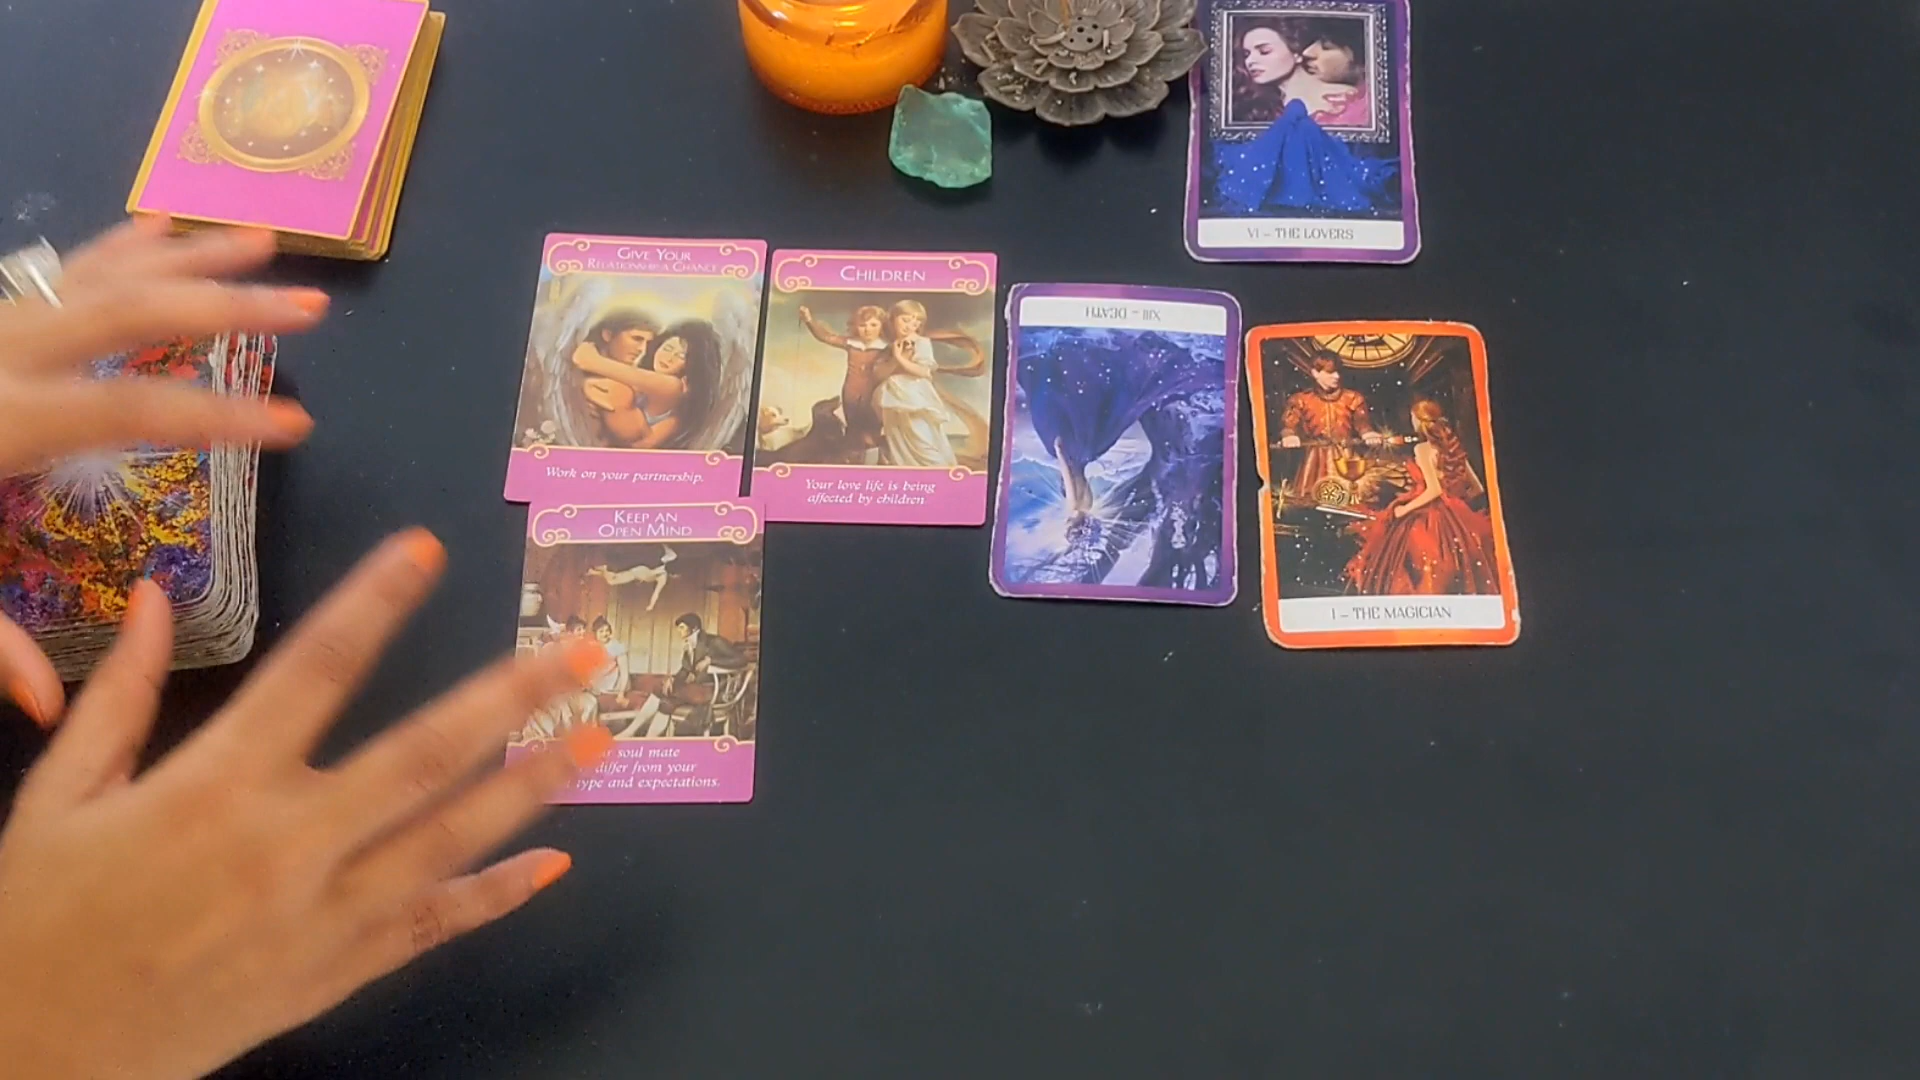 VI – THE LOVERS
GIVE YOUR
RELATIONSHIP A CHANCE
Work on your partnership.
CHILDREN
Your love life is being
affected by children.
XIII – DEATH
I – THE MAGICIAN
KEEP AN
OPEN MIND
soul mate
differ from your
type and expectations.